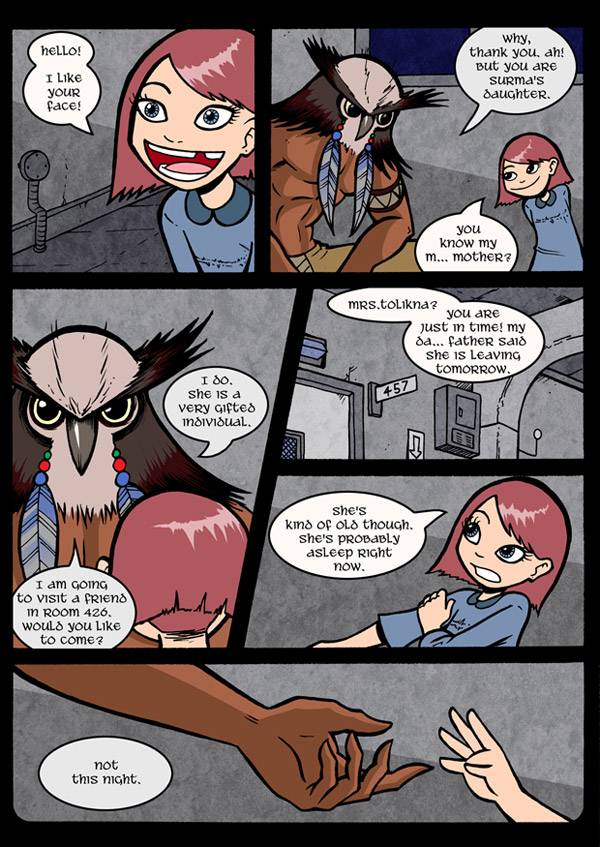 hello!
I like
your
face!
why,
thank you. ah!
but you are
surma's
daughter.
you
know my
m... mother?
I do.
she is a
very gifted
individual.
I am going
to visit a friend
in room 426.
would you like
to come?
mrs.tolikna?
you are
just in time! my
da... father said
she is leaving
tomorrow.
457
she's
kind of old though.
she's probably
asleep right
now.
not
this night.